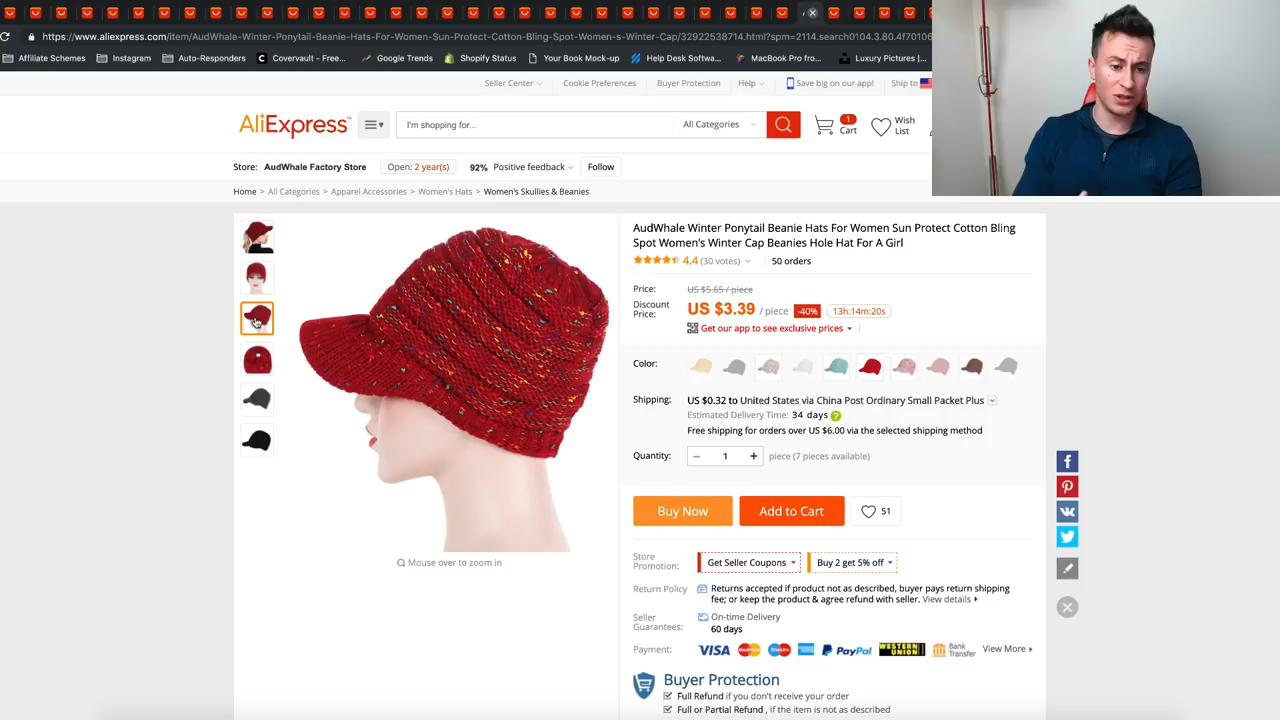 https://www.aliexpress.com/item/AudWhale-Winter-Ponytail-Beanie-Hats-For-Women-Sun-Protect-Cotton-Bling-Spot-Women-s-Winter-Cap/32922538714.html?spm=2114.search0104.3.80.4f70106
Affiliate Schemes Instagram Auto-Responders Covervault - Free... Google Trends Shopify Status Your Book Mock-up Help Desk Softwa... MacBook Pro fro... Luxury Pictures |...
Seller Center Cookie Preferences Buyer Protection Help Save big on our app! Ship to
AliExpress™ I'm shopping for... All Categories 1 Cart Wish List
Store: AudWhale Factory Store Open: 2 year(s) 92% Positive feedback Follow
Home > All Categories > Apparel Accessories > Women's Hats > Women's Skullies & Beanies
AudWhale Winter Ponytail Beanie Hats For Women Sun Protect Cotton Bling
Spot Women's Winter Cap Beanies Hole Hat For A Girl
4.4 (30 votes) 50 orders
Price: US $5.65 / piece
Discount Price: US $3.39 / piece -40% 13h:14m:20s
Get our app to see exclusive prices
Color:
Shipping: US $0.32 to United States via China Post Ordinary Small Packet Plus
Estimated Delivery Time: 34 days ?
Free shipping for orders over US $6.00 via the selected shipping method
Quantity: − 1 + piece (7 pieces available)
Buy Now Add to Cart 51
Mouse over to zoom in
Store Promotion: Get Seller Coupons Buy 2 get 5% off
Return Policy Returns accepted if product not as described, buyer pays return shipping
fee; or keep the product & agree refund with seller. View details
Seller Guarantees: On-time Delivery
60 days
Payment: VISA MasterCard Maestro PayPal WESTERN UNION Bank Transfer View More
Buyer Protection
Full Refund if you don't receive your order
Full or Partial Refund , if the item is not as described